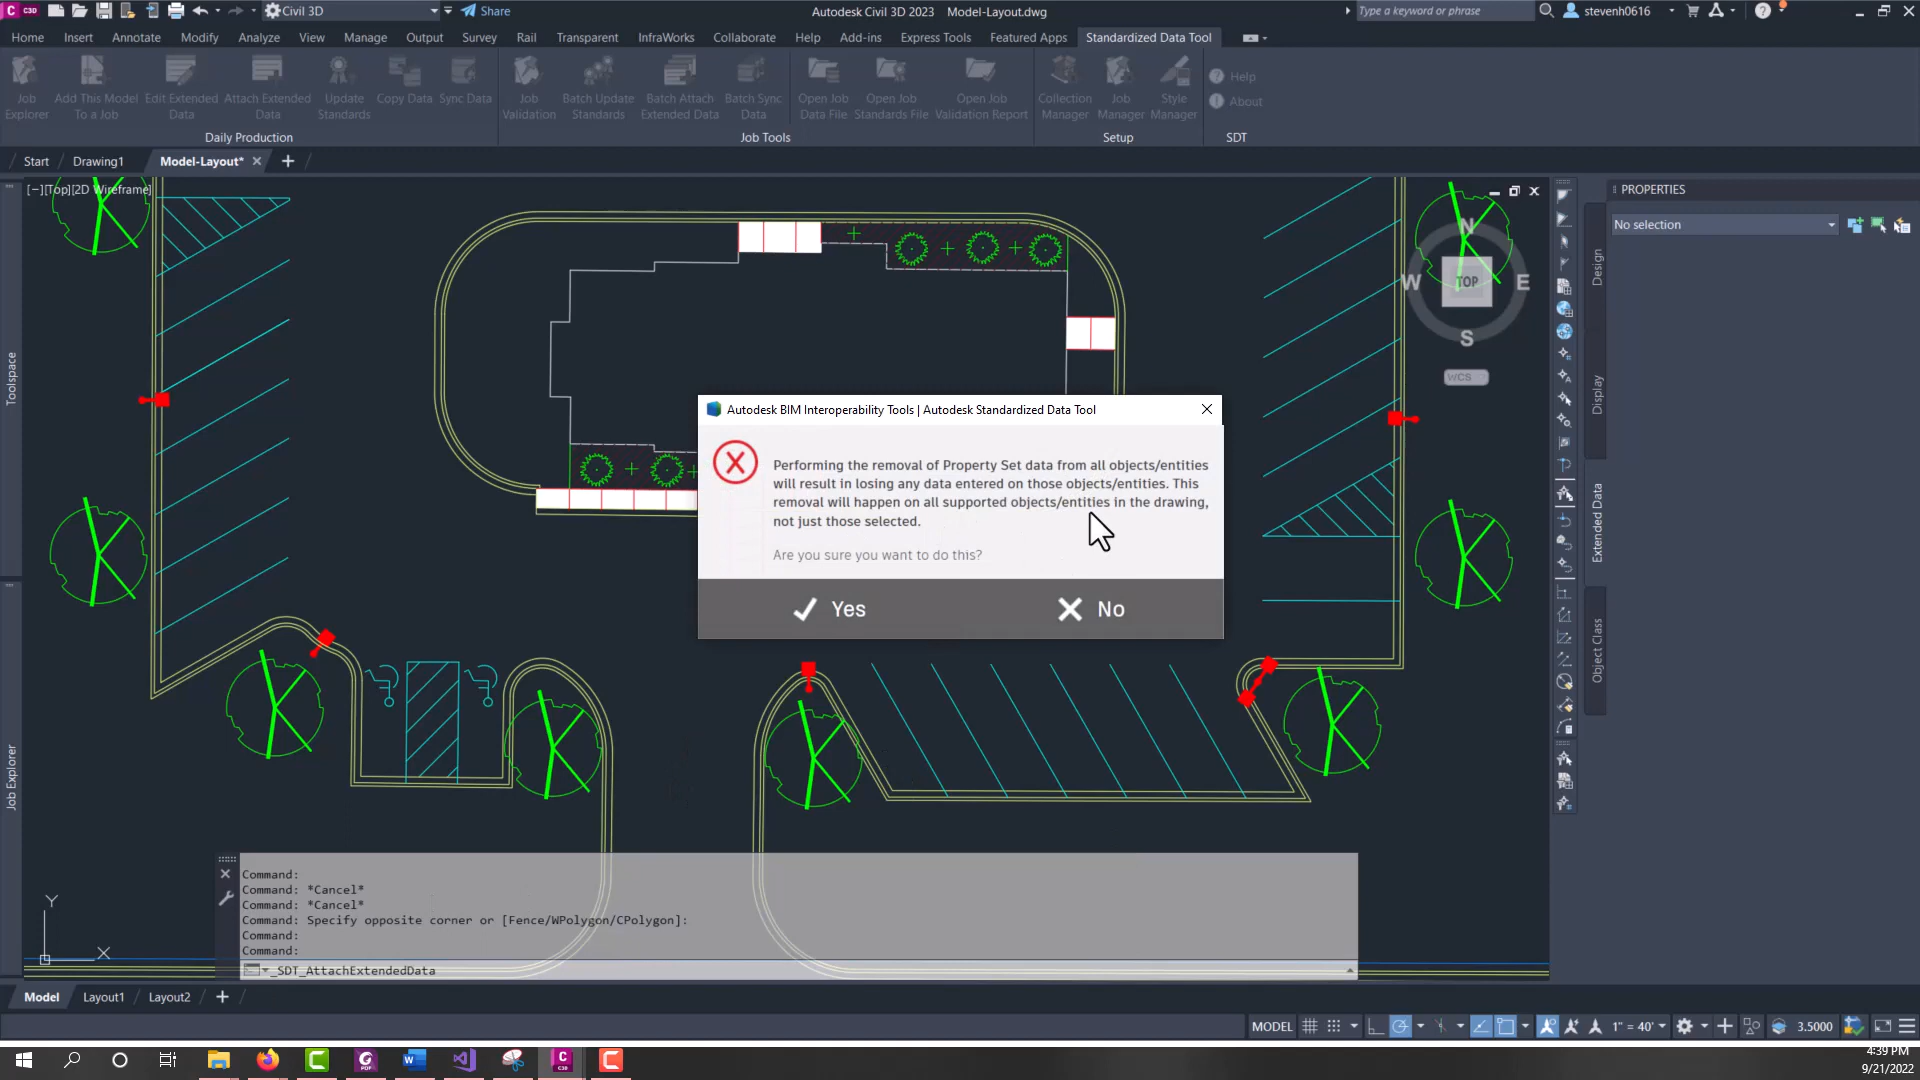 C3D
Civil 3D
Share
Autodesk Civil 3D 2023 Model-Layout.dwg
Type a keyword or phrase
stevenh0616
Home Insert Annotate Modify Analyze View Manage Output Survey Rail Transparent InfraWorks Collaborate Help Add-ins Express Tools Featured Apps Standardized Data Tool
Job Explorer
Add This Model To a Job
Edit Extended Data
Attach Extended Data
Update Standards
Copy Data
Sync Data
Job Validation
Batch Update Standards
Batch Attach Extended Data
Batch Sync Data
Open Job Data File
Open Job Standards File
Open Job Validation Report
Collection Manager
Job Manager
Style Manager
Help
About
Daily Production
Job Tools
Setup
SDT
Start Drawing1 Model-Layout*
[−][Top][2D Wireframe]
PROPERTIES
No selection
N
W
TOP
E
S
WCS
Toolspace
Job Explorer
Design
Display
Extended Data
Object Class
Autodesk BIM Interoperability Tools | Autodesk Standardized Data Tool
Performing the removal of Property Set data from all objects/entities
will result in losing any data entered on those objects/entities. This
removal will happen on all supported objects/entities in the drawing,
not just those selected.
Are you sure you want to do this?
Yes
No
Command:
Command: *Cancel*
Command: *Cancel*
Command: Specify opposite corner or [Fence/WPolygon/CPolygon]:
Command:
Command:
_SDT_AttachExtendedData
Y
X
Model Layout1 Layout2
MODEL
1" = 40'
3.5000
4:39 PM
9/21/2022